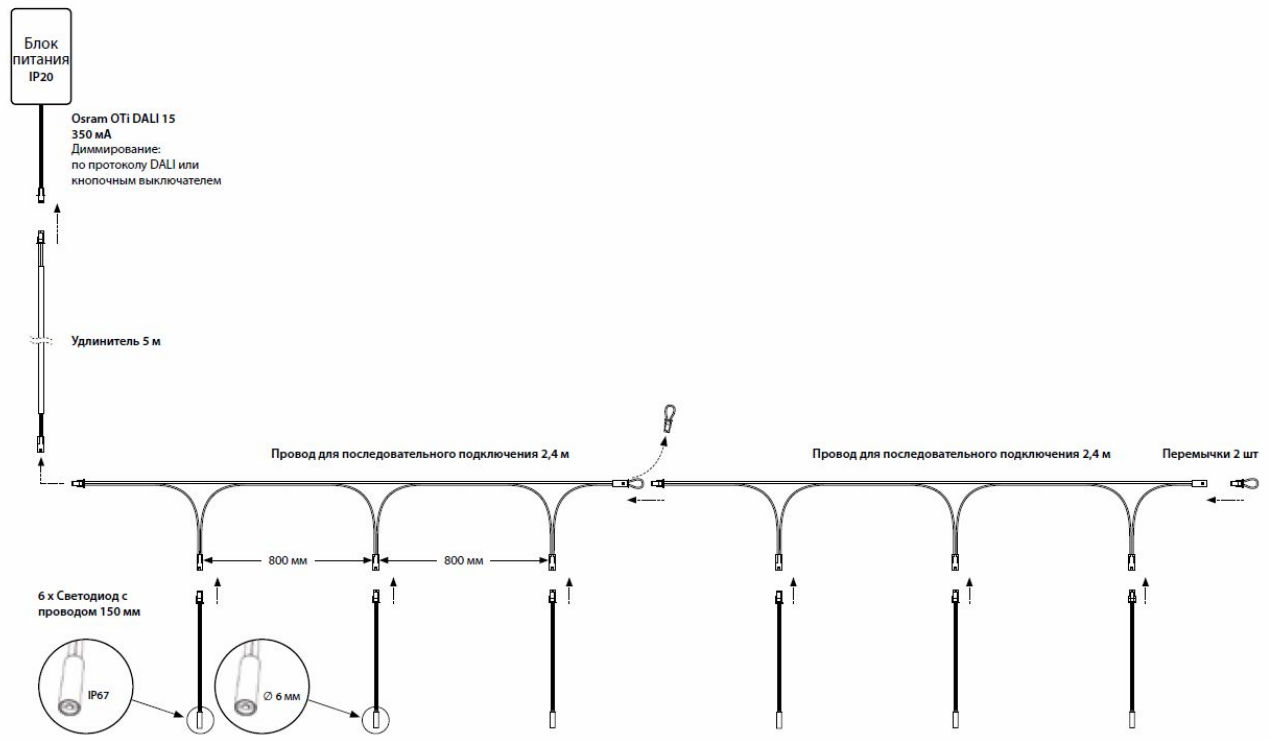 Блок
питания
IP20
Osram OTi DALI 15
350 мА
Диммирование:
по протоколу DALI или
кнопочным выключателем
Удлинитель 5 м
Провод для последовательного подключения 2,4 м
Провод для последовательного подключения 2,4 м
Перемычки 2 шт
800 мм
800 мм
6 x Светодиод с
проводом 150 мм
IP67
∅ 6 мм